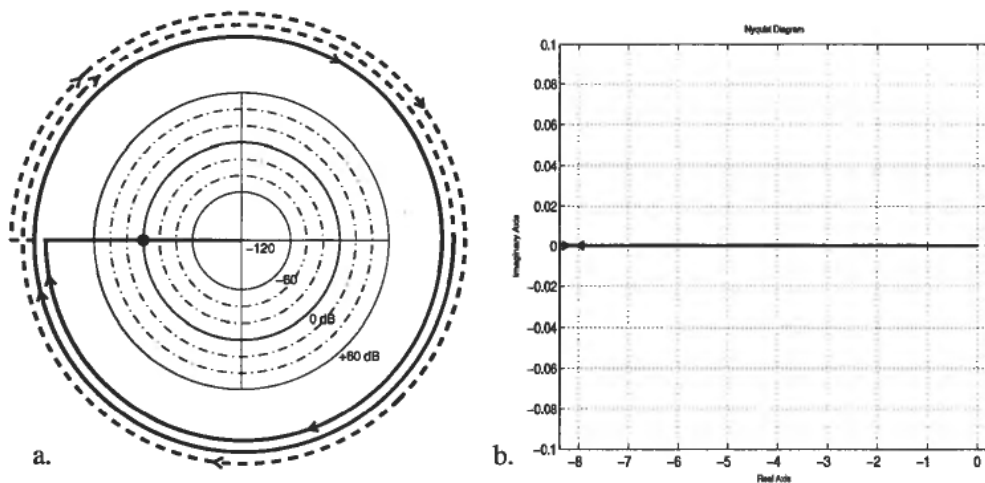 −120
−60
0 dB
+60 dB
a.
Nyquist Diagram
Imaginary Axis
0.1
0.08
0.06
0.04
0.02
0
−0.02
−0.04
−0.06
−0.08
−0.1
−8 −7 −6 −5 −4 −3 −2 −1 0
Real Axis
b.